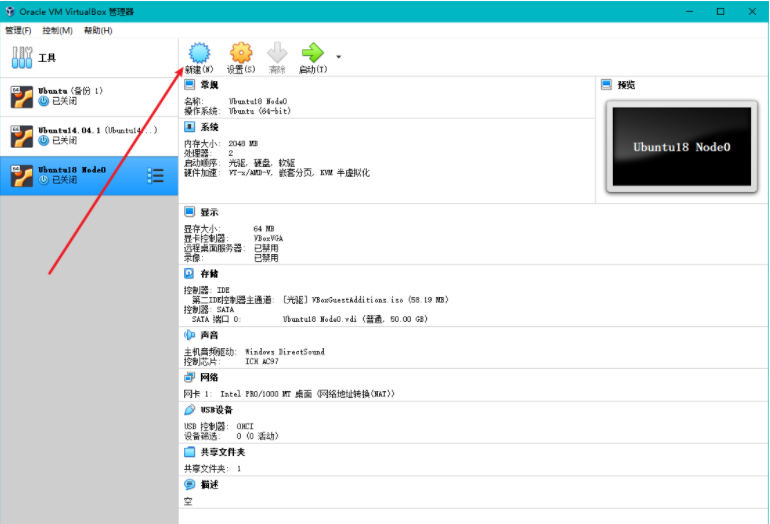 Oracle VM VirtualBox 管理器
管理(F) 控制(M) 帮助(H)
工具
新建(N) 设置(S) 清除 启动(T)
Ubuntu (备份 1)
已关闭
Ubuntu14.04.1 (Ubuntu14...)
已关闭
Ubuntu18 Node0
已关闭
常规
名称: Ubuntu18 Node0
操作系统: Ubuntu (64-bit)
系统
内存大小: 2048 MB
处理器: 2
启动顺序: 光驱, 硬盘, 软驱
硬件加速: VT-x/AMD-V, 嵌套分页, KVM 半虚拟化
预览
Ubuntu18 Node0
显示
显存大小: 64 MB
显卡控制器: VBoxVGA
远程桌面服务器: 已禁用
录像: 已禁用
存储
控制器: IDE
第二IDE控制器主通道: [光驱] VBoxGuestAdditions.iso (58.19 MB)
控制器: SATA
SATA 端口 0: Ubuntu18 Node0.vdi (普通, 50.00 GB)
声音
主机音频驱动: Windows DirectSound
控制芯片: ICH AC97
网络
网卡 1: Intel PRO/1000 MT 桌面 (网络地址转换(NAT))
USB设备
USB 控制器: OHCI
设备筛选: 0 (0 活动)
共享文件夹
共享文件夹: 1
描述
空